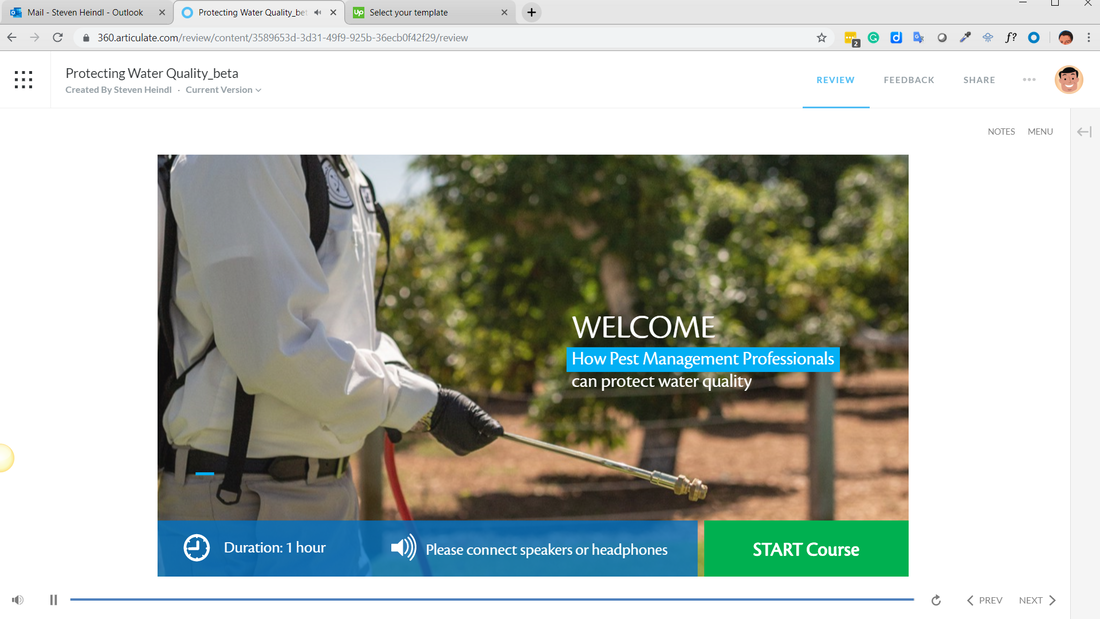 Mail - Steven Heindl - Outlook
Protecting Water Quality_bet
Up
Select your template
360.articulate.com/review/content/3589653d-3d31-49f9-925b-36ecb0f42f29/review
2
f?
Protecting Water Quality_beta
Created By Steven Heindl · Current Version
REVIEW
FEEDBACK
SHARE
NOTES
MENU
WELCOME
How Pest Management Professionals
can protect water quality
Duration: 1 hour
Please connect speakers or headphones
START Course
PREV
NEXT